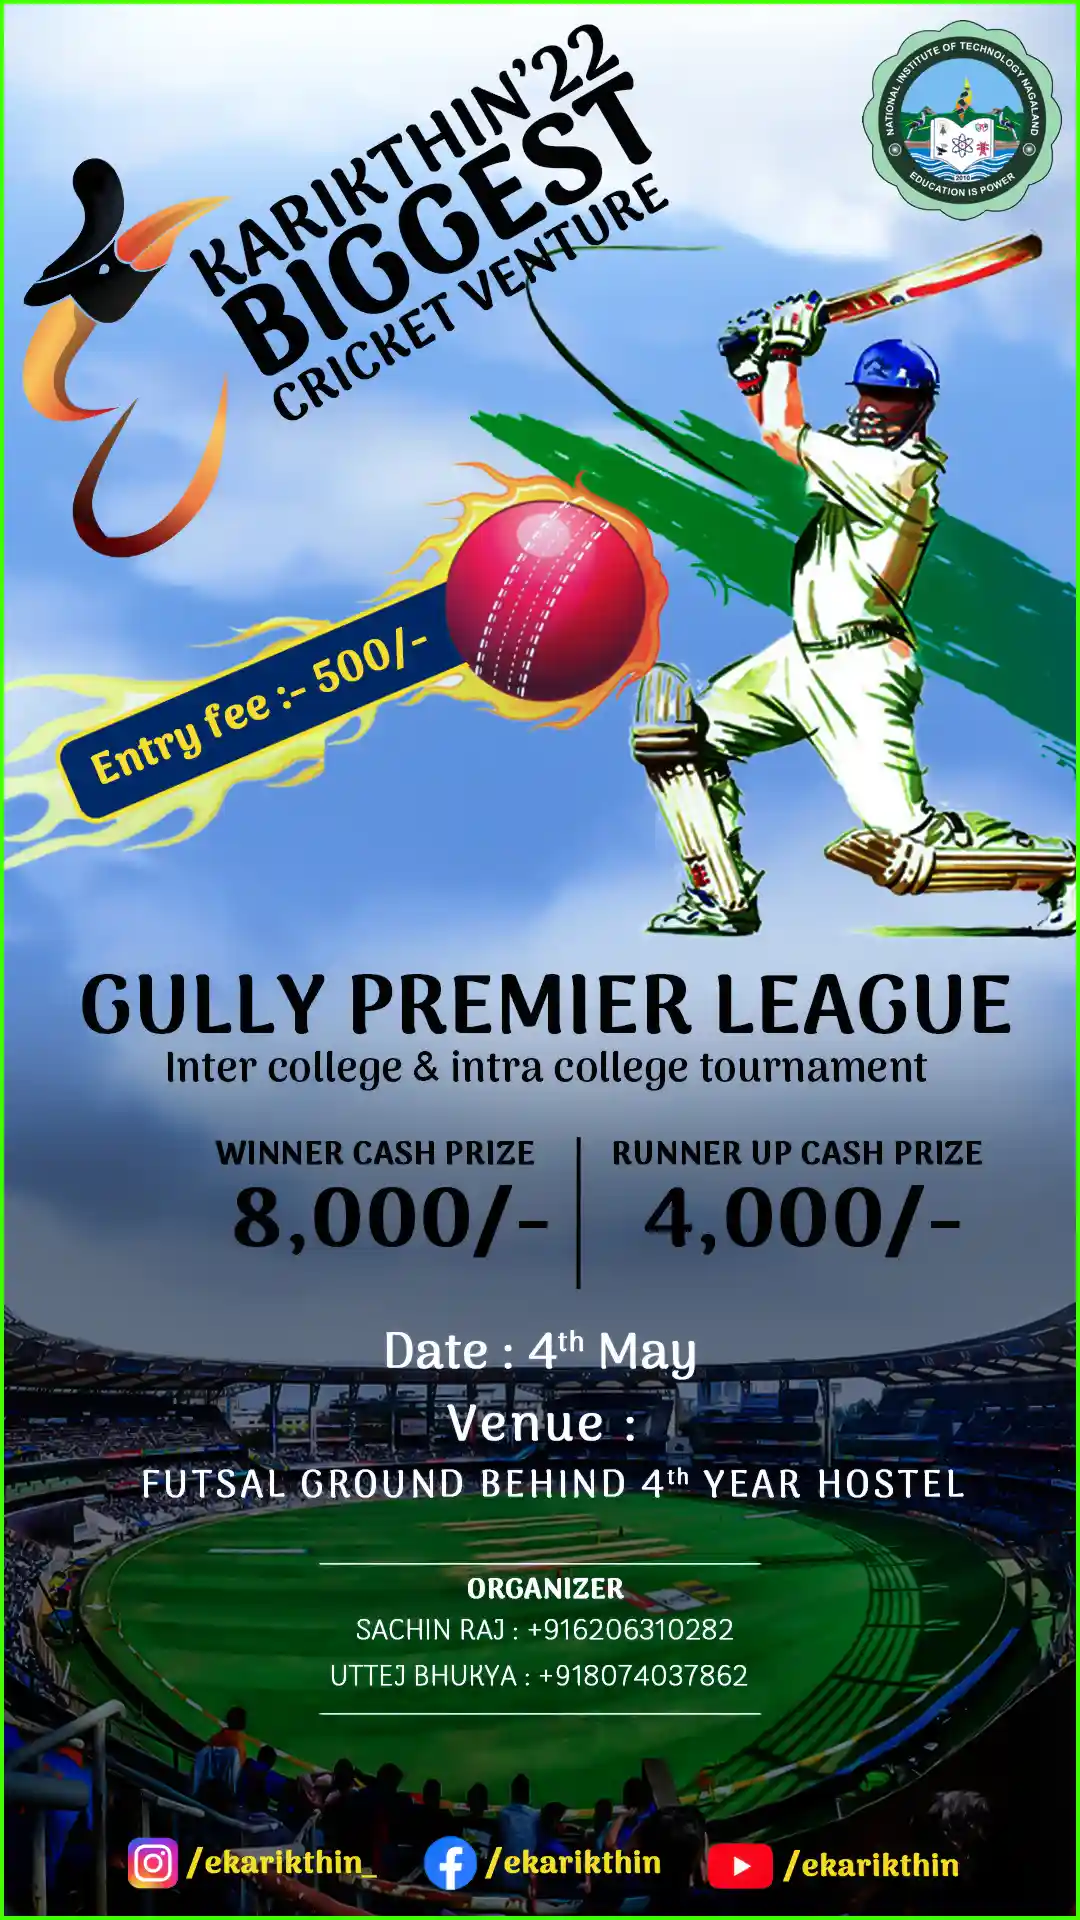 KARIKTHIN'22
BIGGEST
CRICKET VENTURE
NATIONAL INSTITUTE OF TECHNOLOGY NAGALAND
2010
EDUCATION IS POWER
Entry fee :- 500/-
GULLY PREMIER LEAGUE
Inter college & intra college tournament
WINNER CASH PRIZE
8,000/-
RUNNER UP CASH PRIZE
4,000/-
Date : 4th May
Venue :
FUTSAL GROUND BEHIND 4th YEAR HOSTEL
ORGANIZER
SACHIN RAJ : +916206310282
UTTEJ BHUKYA : +918074037862
/ekarikthin_
/ekarikthin
/ekarikthin